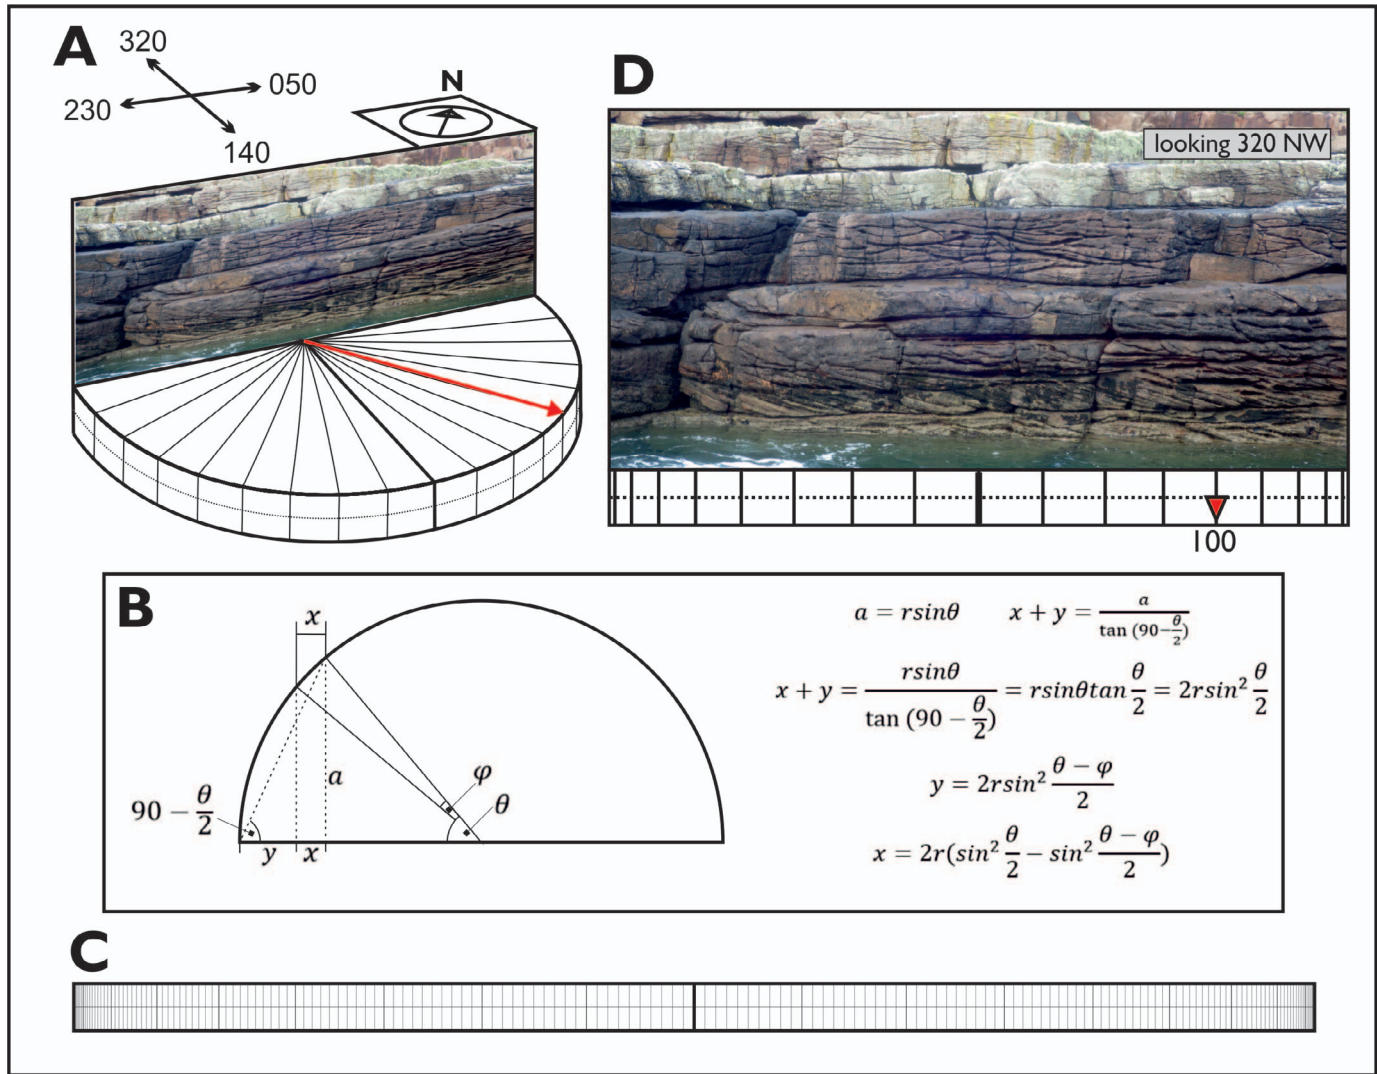 A
320
050
230
140
N
D
looking 320 NW
100
B
x
a
φ
θ
90 − θ/2
y x
a = rsinθ x + y = a / tan (90−θ/2)
x + y = rsinθ / tan (90 − θ/2) = rsinθtan θ/2 = 2rsin² θ/2
y = 2rsin² (θ − φ)/2
x = 2r(sin² θ/2 − sin² (θ − φ)/2)
C